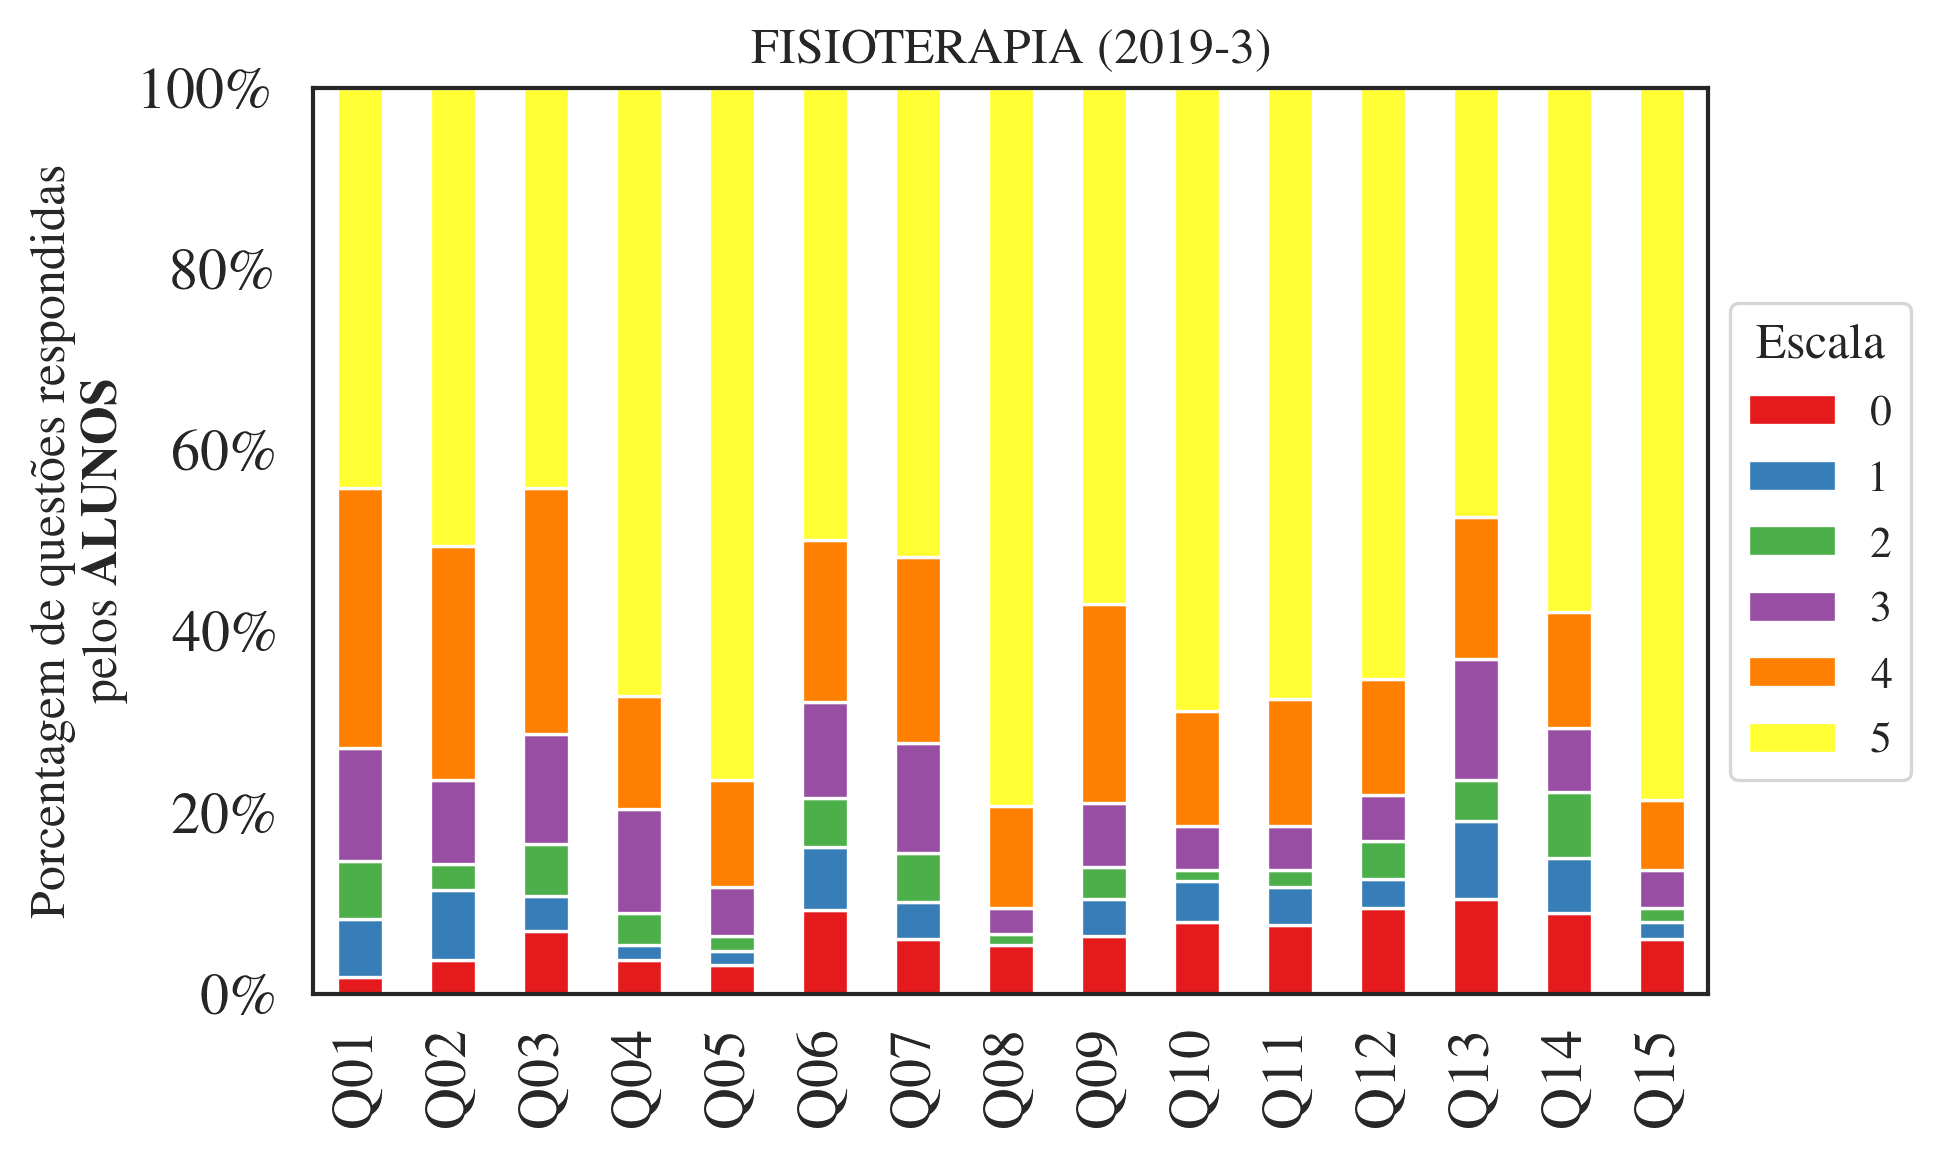 FISIOTERAPIA (2019-3)
Porcentagem de questões respondidas
pelos ALUNOS
100%
80%
60%
40%
20%
0%
Q01
Q02
Q03
Q04
Q05
Q06
Q07
Q08
Q09
Q10
Q11
Q12
Q13
Q14
Q15
Escala
0
1
2
3
4
5